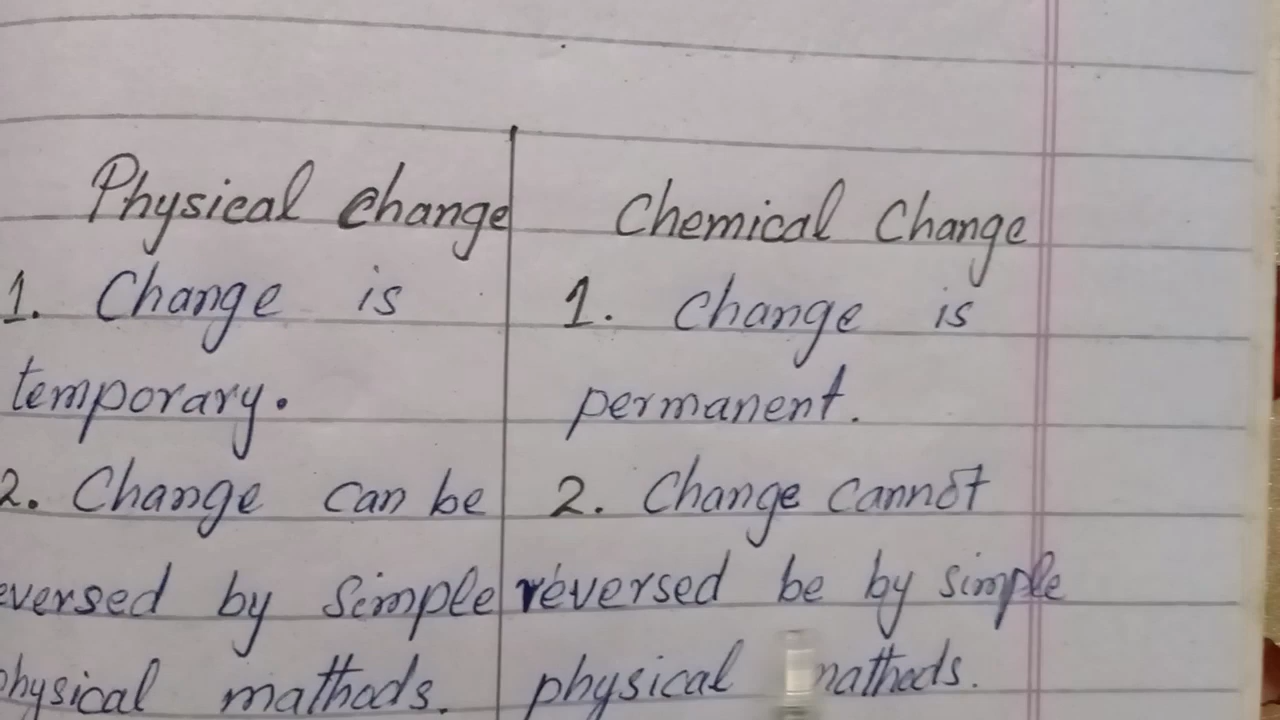 Physical change
1. Change is
temporary.
2. Change can be
eversed by simple
physical mathods.
Chemical Change
1. Change is
permanent.
2. Change cannot
reversed be by simple
physical mathods.